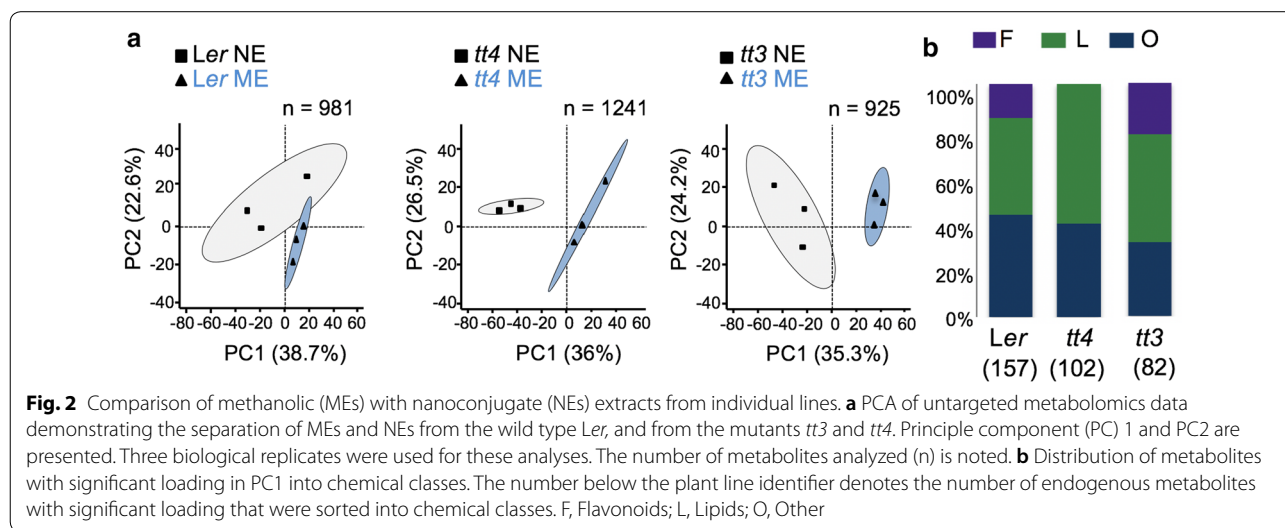 a
■ Ler NE
▲ Ler ME
n = 981
PC2 (22.6%)
40
20
0
-20
-40
-80 -60 -40 -20 0 20 40 60
PC1 (38.7%)
■ tt4 NE
▲ tt4 ME
n = 1241
PC2 (26.5%)
40
20
0
-20
-40
-80 -60 -40 -20 0 20 40 60
PC1 (36%)
■ tt3 NE
▲ tt3 ME
n = 925
PC2 (24.2%)
40
20
0
-20
-40
-80 -60 -40 -20 0 20 40 60
PC1 (35.3%)
b
F L O
100%
80%
60%
40%
20%
0%
Ler tt4 tt3
(157) (102) (82)
Fig. 2 Comparison of methanolic (MEs) with nanoconjugate (NEs) extracts from individual lines. a PCA of untargeted metabolomics data
demonstrating the separation of MEs and NEs from the wild type Ler, and from the mutants tt3 and tt4. Principle component (PC) 1 and PC2 are
presented. Three biological replicates were used for these analyses. The number of metabolites analyzed (n) is noted. b Distribution of metabolites
with significant loading in PC1 into chemical classes. The number below the plant line identifier denotes the number of endogenous metabolites
with significant loading that were sorted into chemical classes. F, Flavonoids; L, Lipids; O, Other